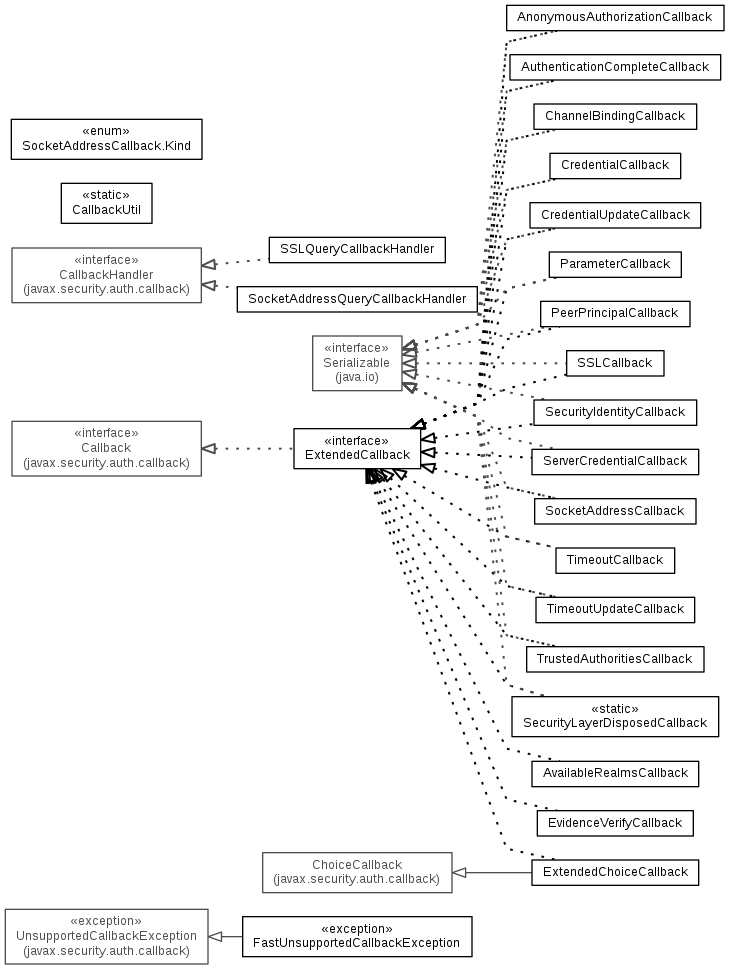 AnonymousAuthorizationCallback
AuthenticationCompleteCallback
ChannelBindingCallback
«enum»
SocketAddressCallback.Kind
CredentialCallback
«static»
CallbackUtil
CredentialUpdateCallback
«interface»
CallbackHandler
(javax.security.auth.callback)
SSLQueryCallbackHandler
ParameterCallback
SocketAddressQueryCallbackHandler
PeerPrincipalCallback
«interface»
Serializable
(java.io)
SSLCallback
SecurityIdentityCallback
«interface»
Callback
(javax.security.auth.callback)
«interface»
ExtendedCallback
ServerCredentialCallback
SocketAddressCallback
TimeoutCallback
TimeoutUpdateCallback
TrustedAuthoritiesCallback
«static»
SecurityLayerDisposedCallback
AvailableRealmsCallback
EvidenceVerifyCallback
ChoiceCallback
(javax.security.auth.callback)
ExtendedChoiceCallback
«exception»
UnsupportedCallbackException
(javax.security.auth.callback)
«exception»
FastUnsupportedCallbackException